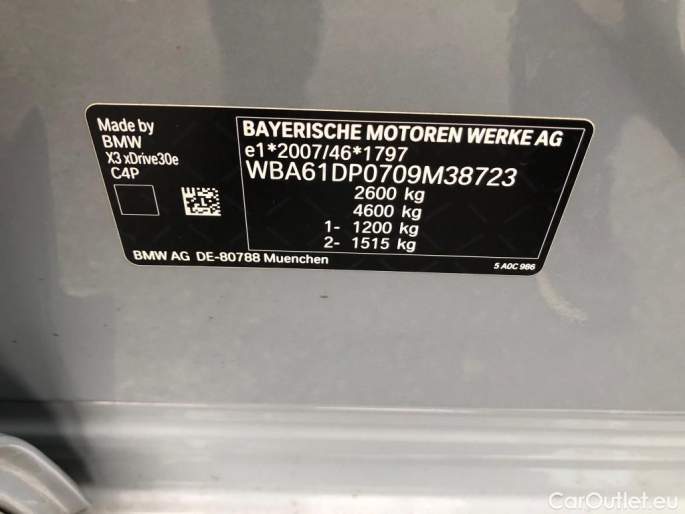 Made by
BMW
X3 xDrive30e
C4P
BAYERISCHE MOTOREN WERKE AG
e1*2007/46*1797
WBA61DP0709M38723
2600 kg
4600 kg
1- 1200 kg
2- 1515 kg
BMW AG DE-80788 Muenchen
5 A0C 986
CarOutlet.eu